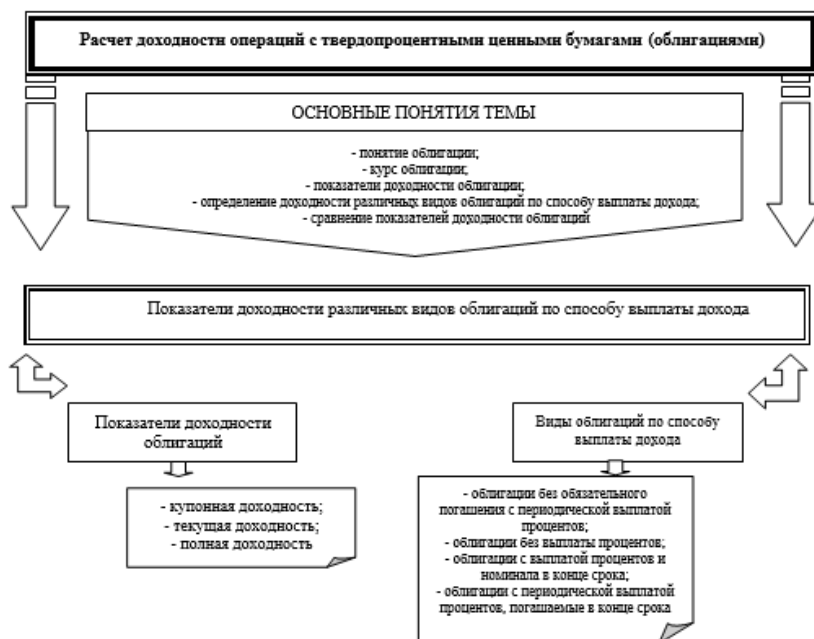 Расчет доходности операций с твердопроцентными ценными бумагами (облигациями)
ОСНОВНЫЕ ПОНЯТИЯ ТЕМЫ
- понятие облигации;
- курс облигации;
- показатели доходности облигации;
- определение доходности различных видов облигаций по способу выплаты дохода;
- сравнение показателей доходности облигаций
Показатели доходности различных видов облигаций по способу выплаты дохода
Показатели доходности
облигаций
- купонная доходность;
- текущая доходность;
- полная доходность
Виды облигаций по способу
выплаты дохода
- облигации без обязательного
погашения с периодической выплатой
процентов;
- облигации без выплаты процентов;
- облигации с выплатой процентов и
номинала в конце срока;
- облигации с периодической выплатой
процентов, погашаемые в конце срока